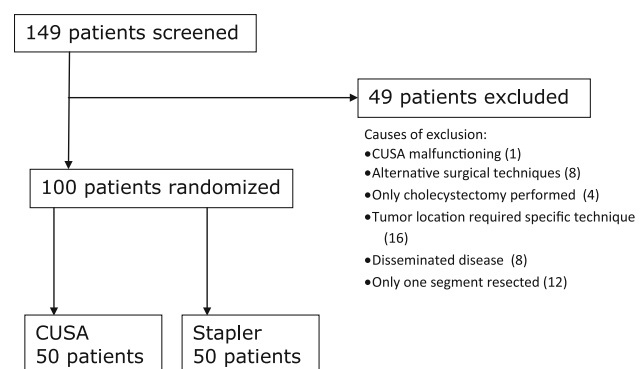 149 patients screened
49 patients excluded
Causes of exclusion:
•CUSA malfunctioning (1)
•Alternative surgical techniques (8)
•Only cholecystectomy performed (4)
•Tumor location required specific technique
(16)
•Disseminated disease (8)
•Only one segment resected (12)
100 patients randomized
CUSA
50 patients
Stapler
50 patients